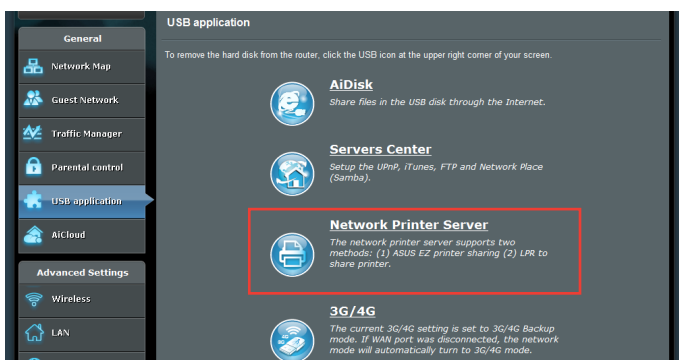 USB application
General
To remove the hard disk from the router, click the USB icon at the upper right corner of your screen.
Network Map
Guest Network
Traffic Manager
Parental control
USB application
AiCloud
Advanced Settings
Wireless
LAN
AiDisk
Share files in the USB disk through the Internet.
Servers Center
Setup the UPnP, iTunes, FTP and Network Place
(Samba).
Network Printer Server
The network printer server supports two
methods: (1) ASUS EZ printer sharing (2) LPR to
share printer.
3G/4G
The current 3G/4G setting is set to 3G/4G Backup
mode. If WAN port was disconnected, the network
mode will automatically turn to 3G/4G mode.